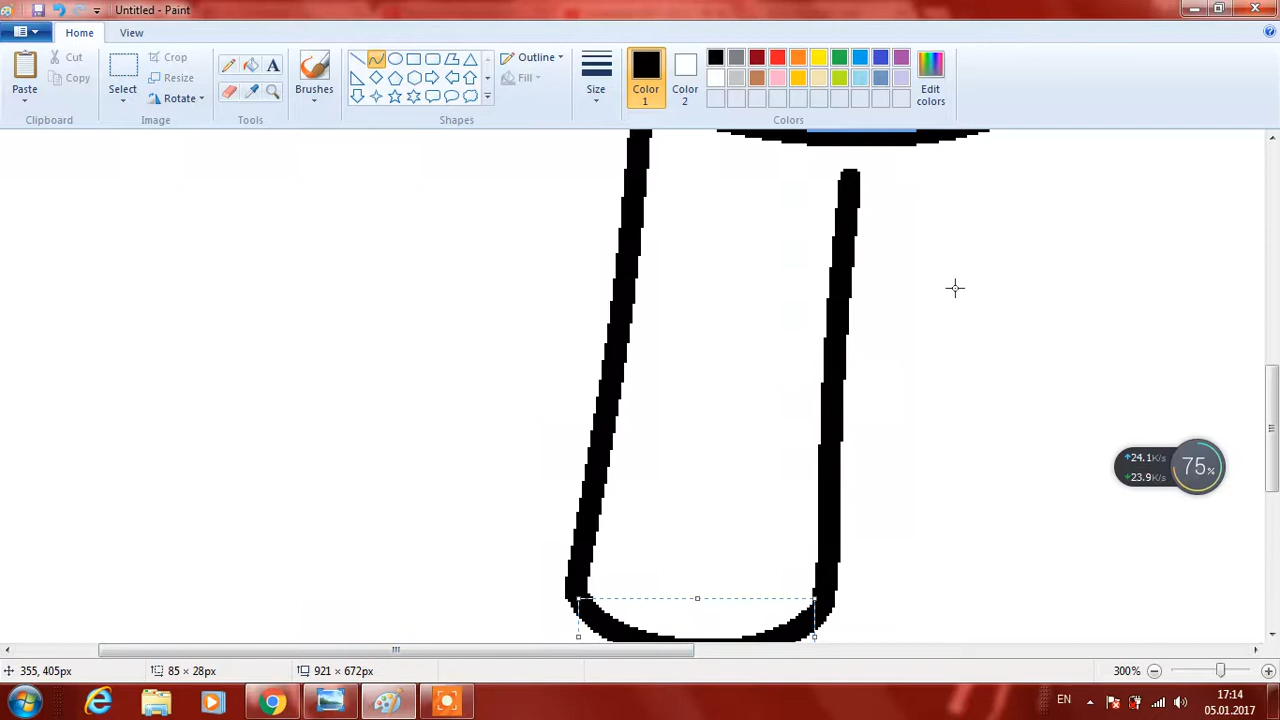 Untitled - Paint
Home
View
Paste
Cut
Copy
Clipboard
Select
Crop
Resize
Rotate
Image
A
Tools
Brushes
Outline
Fill
Shapes
Size
Color 1
Color 2
Edit colors
Colors
24.1K/s
23.9K/s
75%
355, 405px
85 × 28px
921 × 672px
300%
EN
17:14
05.01.2017